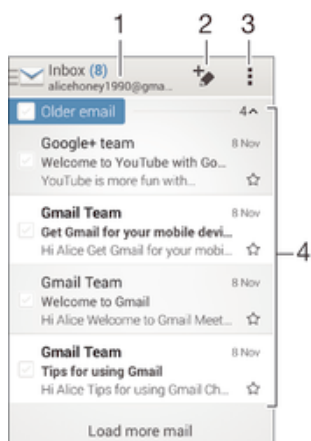 1 2 3
Inbox (8)
alicehoney1990@gma...
Older email 4
Google+ team 8 Nov
Welcome to YouTube with Go...
YouTube is more fun with...
Gmail Team 8 Nov
Get Gmail for your mobile devi...
Hi Alice Get Gmail for your mobi...
4
Gmail Team 8 Nov
Welcome to Gmail
Hi Alice Welcome to Gmail Meet...
Gmail Team 8 Nov
Tips for using Gmail
Hi Alice Tips for using Gmail Ch...
Load more mail